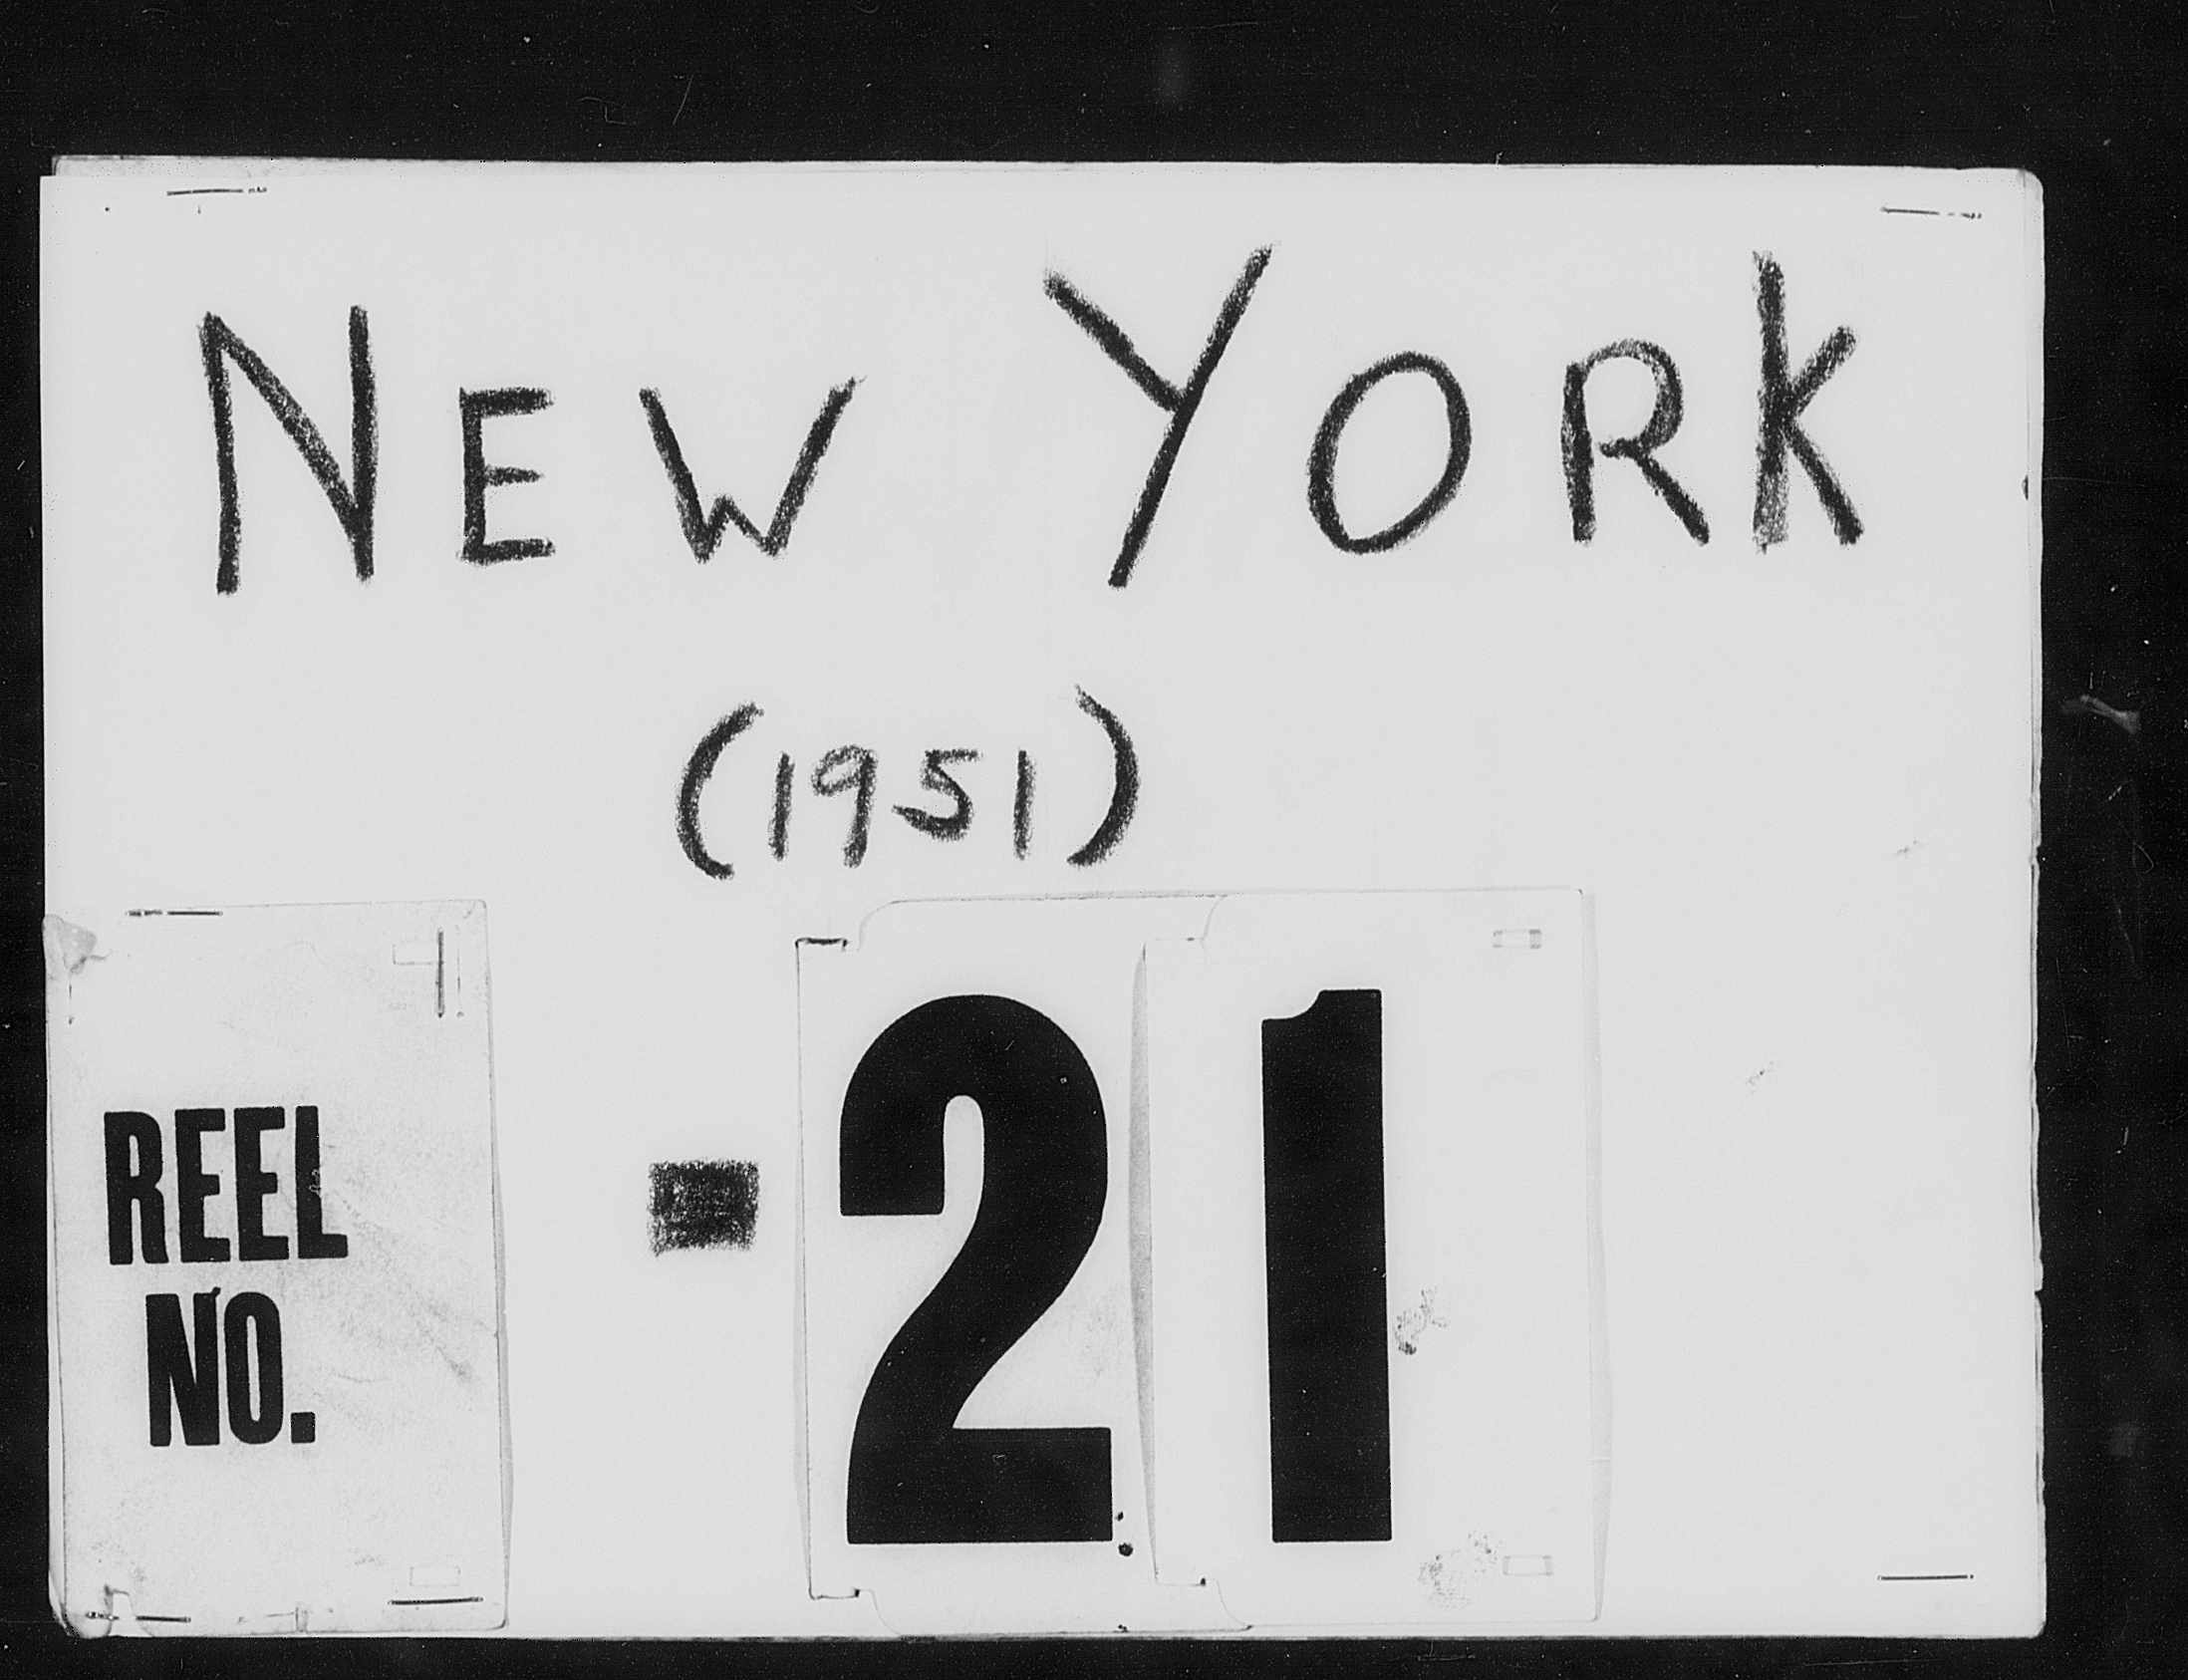 NEW YORK
(1951)
REEL
NO.
- 21